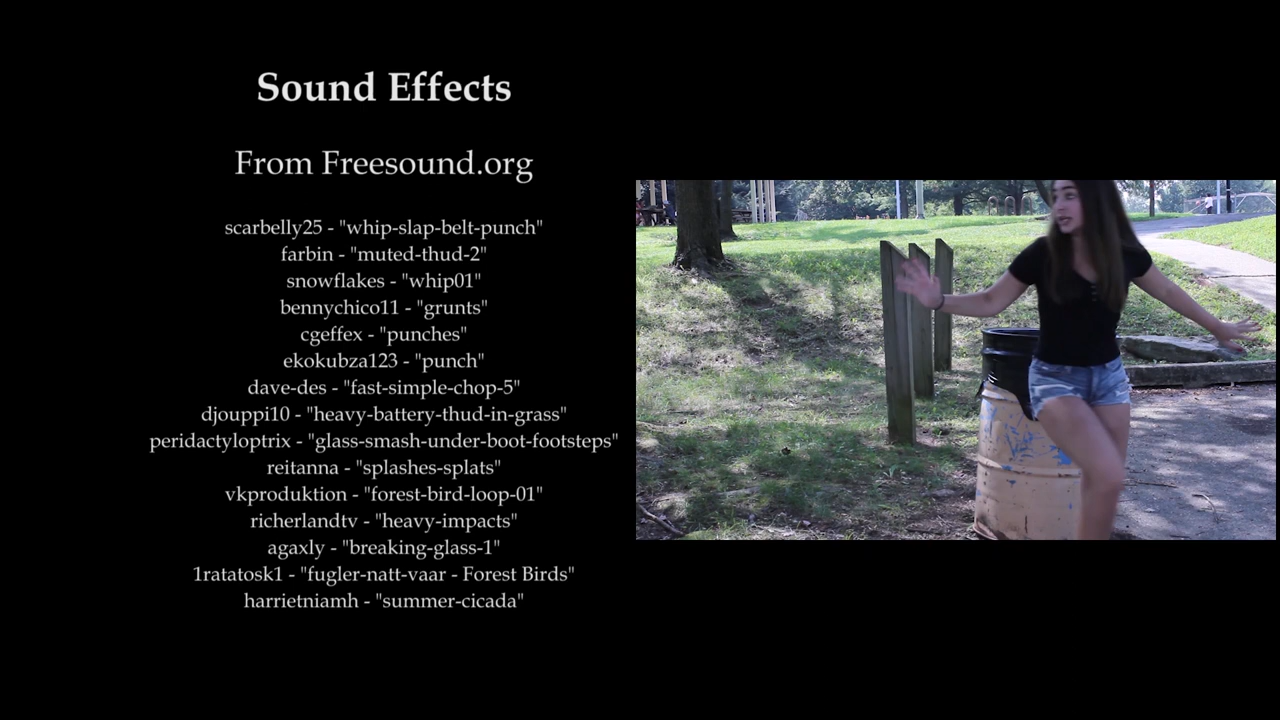 Sound Effects
From Freesound.org
scarbelly25 - "whip-slap-belt-punch"
farbin - "muted-thud-2"
snowflakes - "whip01"
bennychico11 - "grunts"
cgeffex - "punches"
ekokubza123 - "punch"
dave-des - "fast-simple-chop-5"
djouppi10 - "heavy-battery-thud-in-grass"
peridactyloptrix - "glass-smash-under-boot-footsteps"
reitanna - "splashes-splats"
vkproduktion - "forest-bird-loop-01"
richerlandtv - "heavy-impacts"
agaxly - "breaking-glass-1"
1ratatosk1 - "fugler-natt-vaar - Forest Birds"
harrietniamh - "summer-cicada"